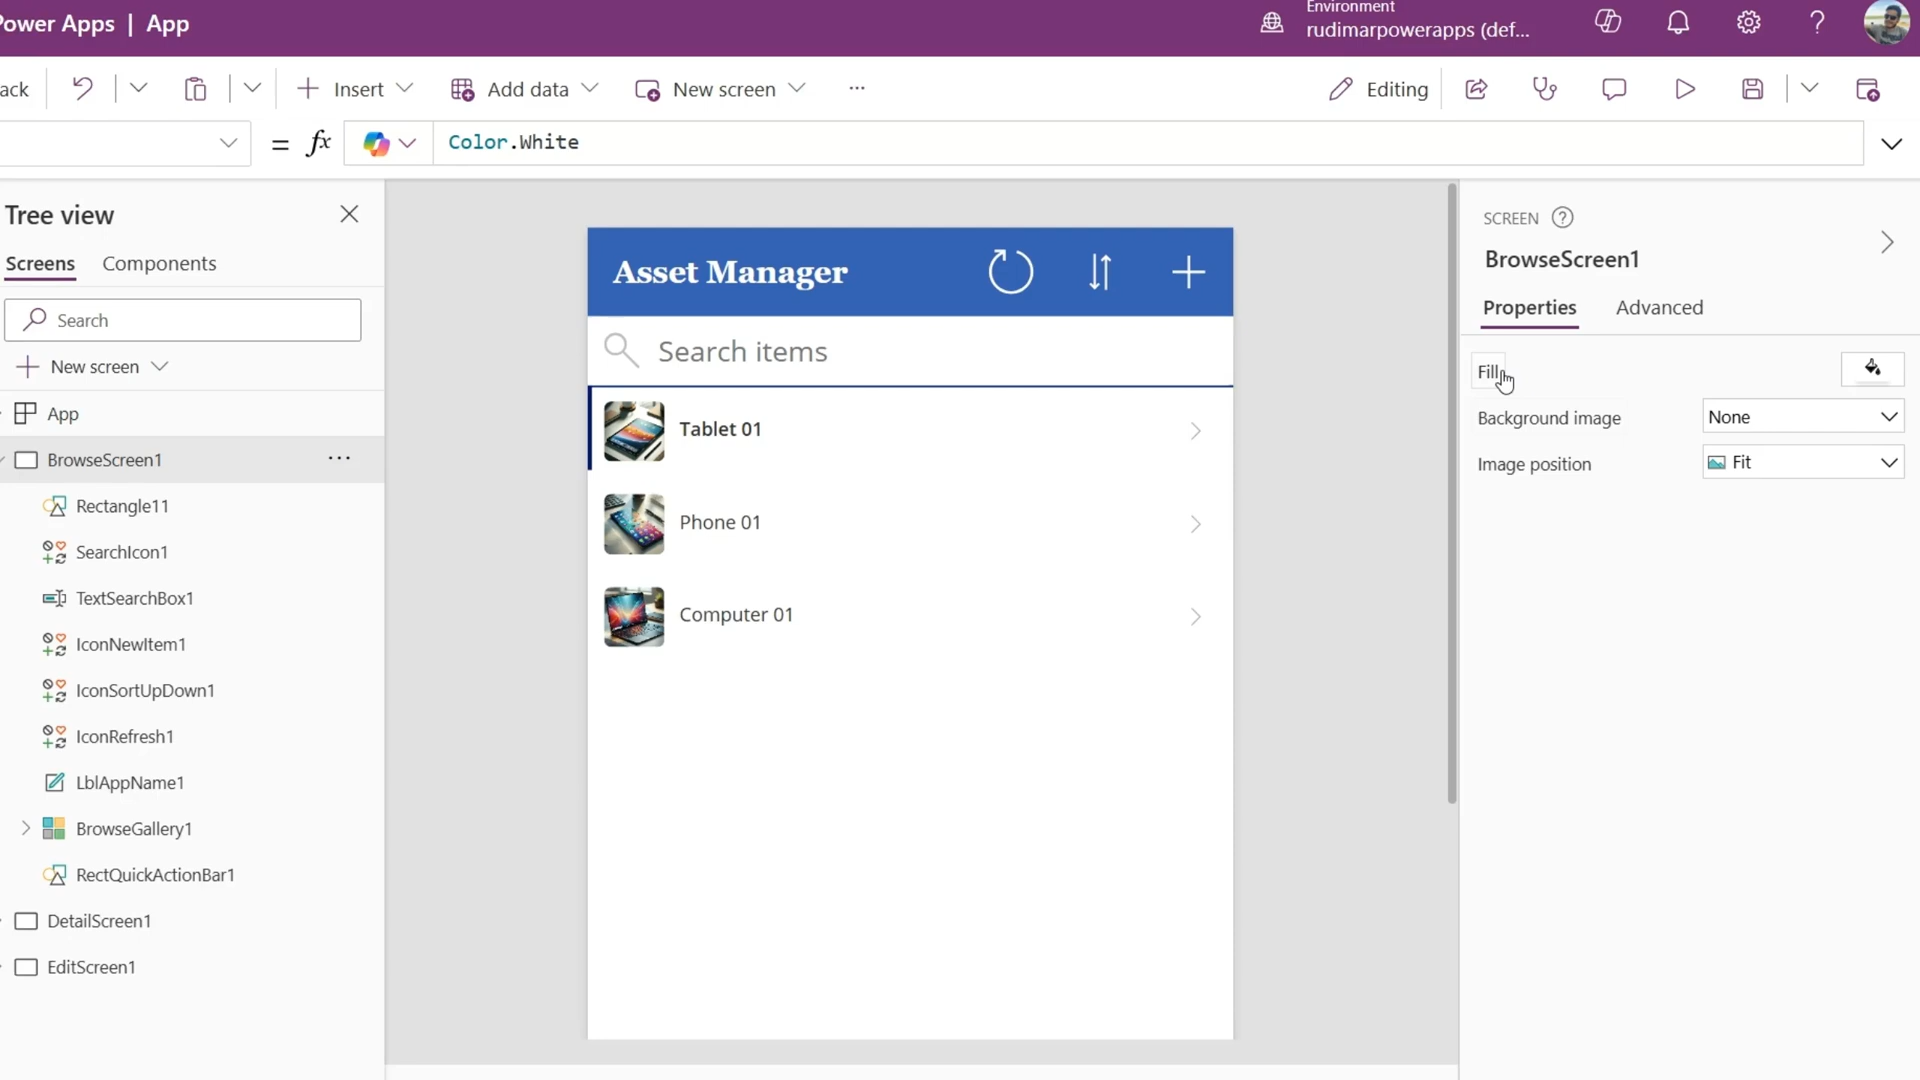 Power Apps | App
Environment
rudimarpowerapps (def...
ack
Insert
Add data
New screen
...
Editing
= fx
Color.White
Tree view
Screens
Components
Search
New screen
App
BrowseScreen1
...
Rectangle11
SearchIcon1
TextSearchBox1
IconNewItem1
IconSortUpDown1
IconRefresh1
LblAppName1
BrowseGallery1
RectQuickActionBar1
DetailScreen1
EditScreen1
Asset Manager
Search items
Tablet 01
Phone 01
Computer 01
SCREEN
BrowseScreen1
Properties
Advanced
Fill
Background image
None
Image position
Fit